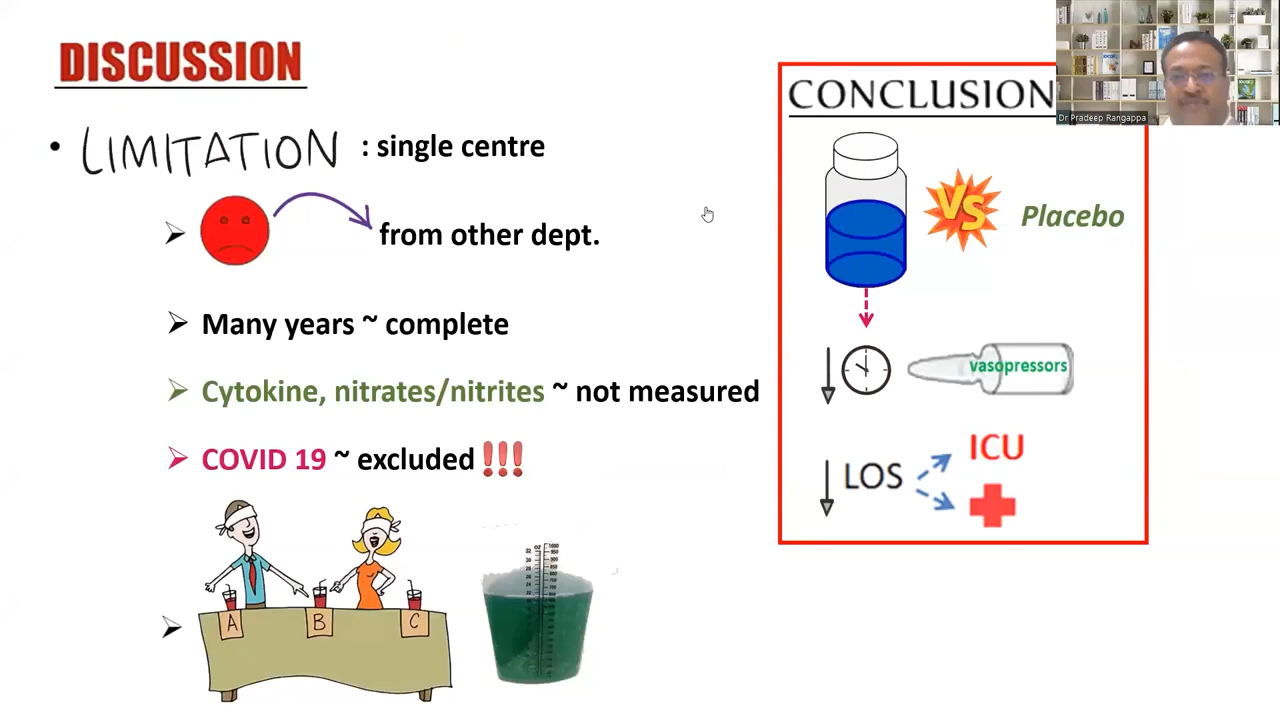 DISCUSSION
• LIMITATION : single centre
➢ from other dept.
➢ Many years ~ complete
➢ Cytokine, nitrates/nitrites ~ not measured
➢ COVID 19 ~ excluded !!!
➢
A B C
CONCLUSION
VS Placebo
vasopressors
LOS
ICU
Dr Pradeep Rangappa